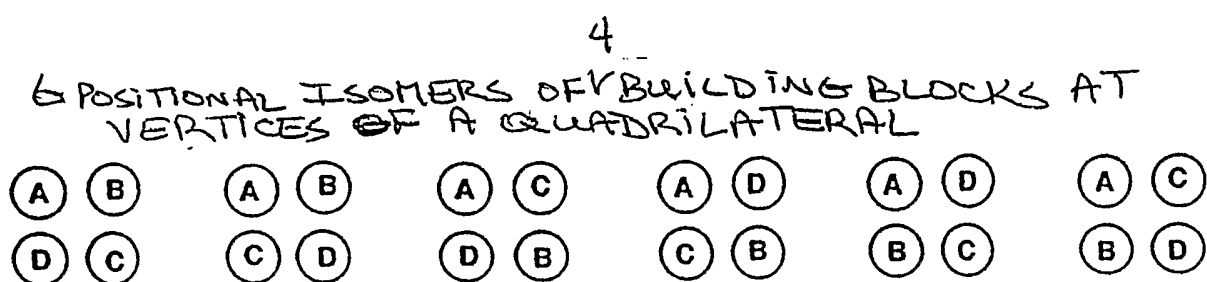 4
6 POSITIONAL ISOMERS OF BUILDING BLOCKS AT
VERTICES OF A QUADRILATERAL
A B A B A C A D A D A C
D C C D D B C B B C B D